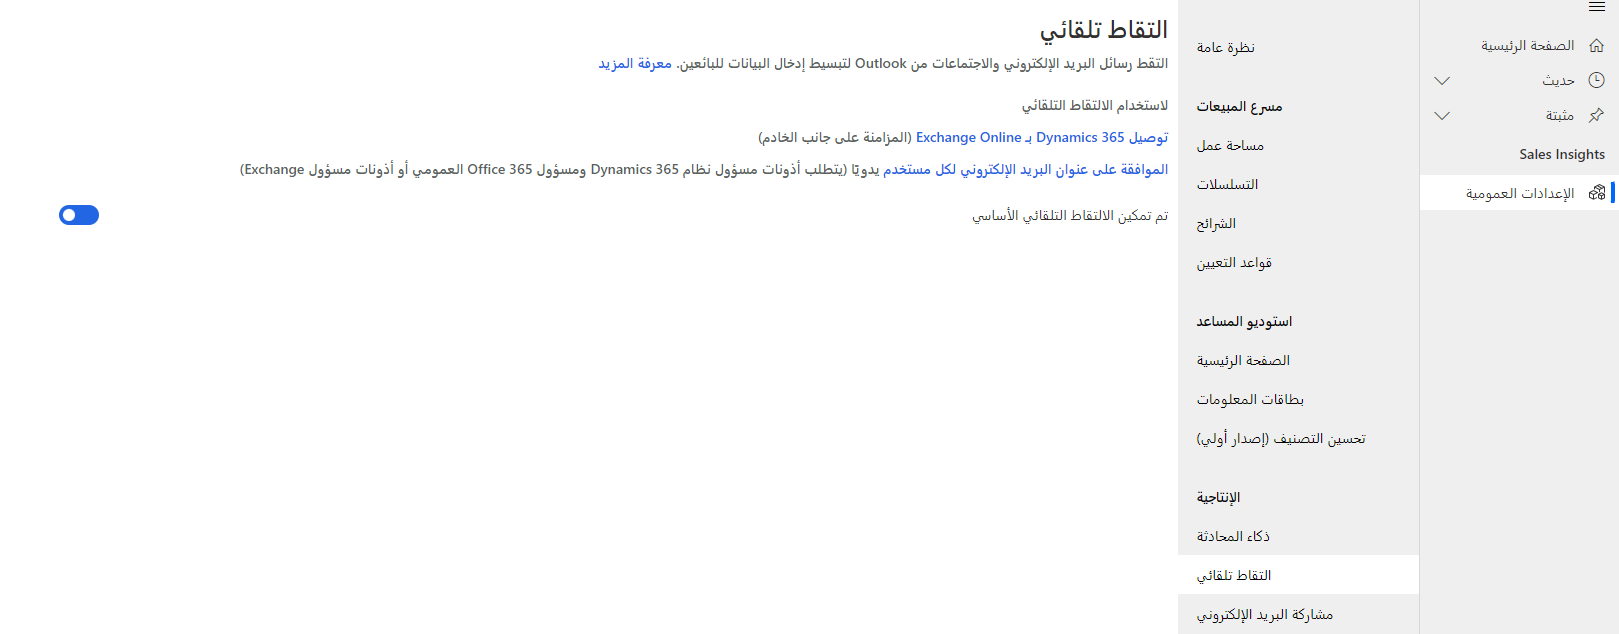 الصفحة الرئيسية
حديث
مثبتة
Sales Insights
الإعدادات العمومية
نظرة عامة
مسرع المبيعات
مساحة عمل
التسلسلات
الشرائح
قواعد التعيين
استوديو المساعد
الصفحة الرئيسية
بطاقات المعلومات
تحسين التصنيف (إصدار أولي)
الإنتاجية
ذكاء المحادثة
التقاط تلقائي
مشاركة البريد الإلكتروني
التقاط تلقائي
التقط رسائل البريد الإلكتروني والاجتماعات من Outlook لتبسيط إدخال البيانات للبائعين. معرفة المزيد
لاستخدام الالتقاط التلقائي
توصيل Dynamics 365 بـ Exchange Online (المزامنة على جانب الخادم)
الموافقة على عنوان البريد الإلكتروني لكل مستخدم يدويًا (يتطلب أذونات مسؤول نظام Dynamics 365 ومسؤول Office 365 العمومي أو أذونات مسؤول Exchange)
تم تمكين الالتقاط التلقائي الأساسي